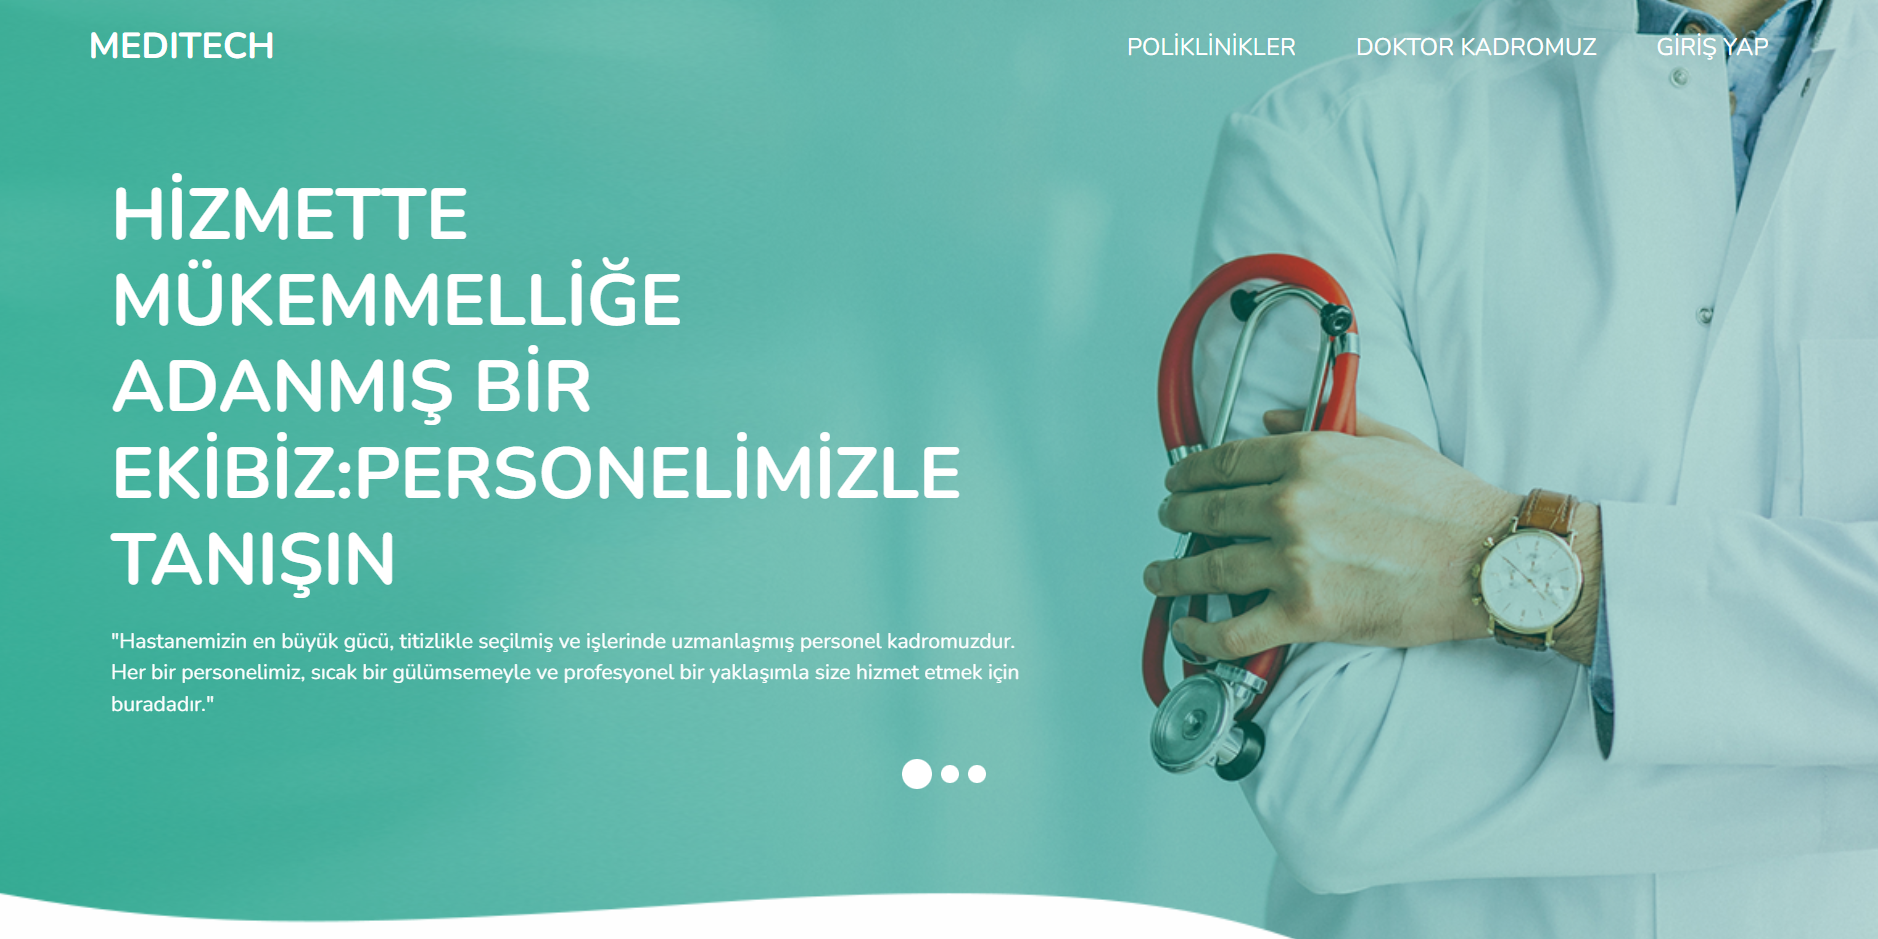 MEDITECH
POLİKLİNİKLER DOKTOR KADROMUZ GİRİŞ YAP
HİZMETTE
MÜKEMMELLİĞE
ADANMIŞ BİR
EKİBİZ:PERSONELİMİZLE
TANIŞIN
"Hastanemizin en büyük gücü, titizlikle seçilmiş ve işlerinde uzmanlaşmış personel kadromuzdur.
Her bir personelimiz, sıcak bir gülümsemeyle ve profesyonel bir yaklaşımla size hizmet etmek için
buradadır."